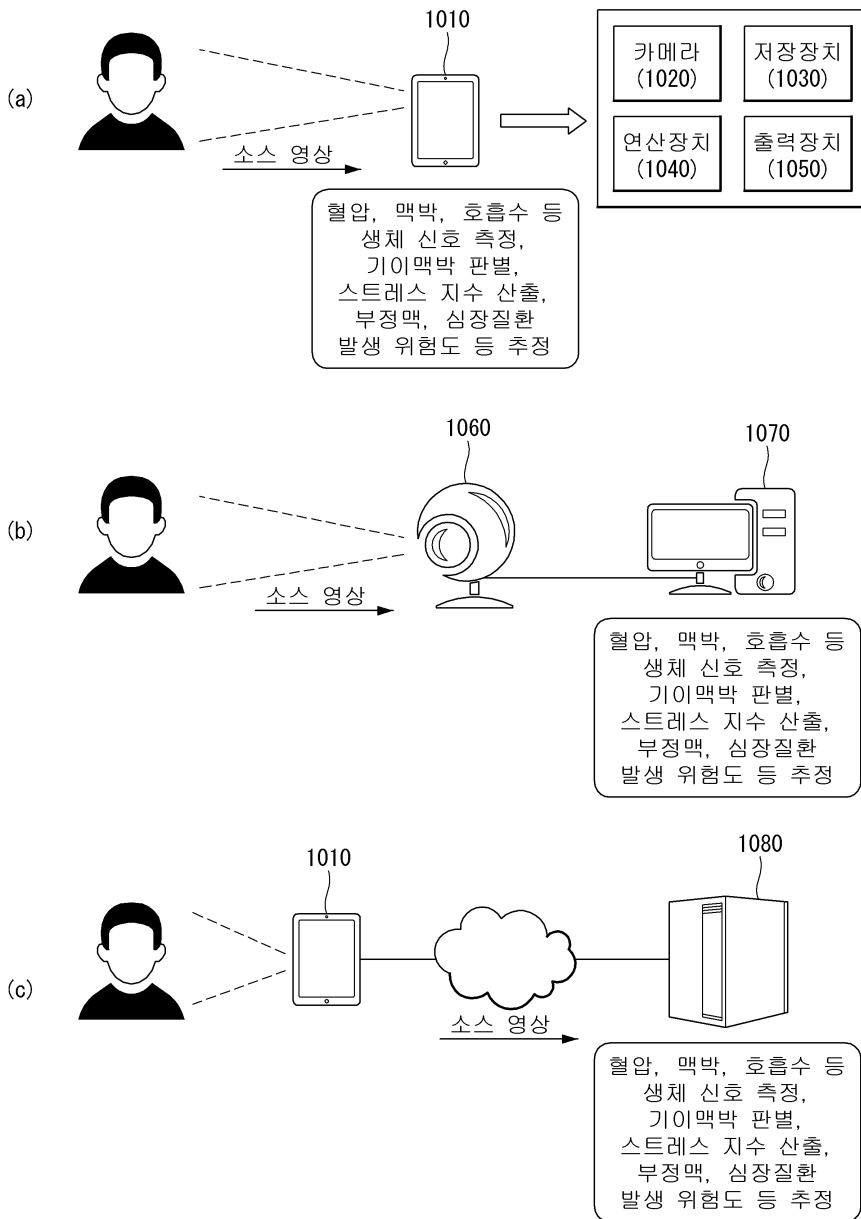 (a)
1010
소스 영상
카메라
(1020)
저장장치
(1030)
연산장치
(1040)
출력장치
(1050)
혈압, 맥박, 호흡수 등
생체 신호 측정,
기이맥박 판별,
스트레스 지수 산출,
부정맥, 심장질환
발생 위험도 등 추정
(b)
1060
1070
소스 영상
혈압, 맥박, 호흡수 등
생체 신호 측정,
기이맥박 판별,
스트레스 지수 산출,
부정맥, 심장질환
발생 위험도 등 추정
(c)
1010
1080
소스 영상
혈압, 맥박, 호흡수 등
생체 신호 측정,
기이맥박 판별,
스트레스 지수 산출,
부정맥, 심장질환
발생 위험도 등 추정